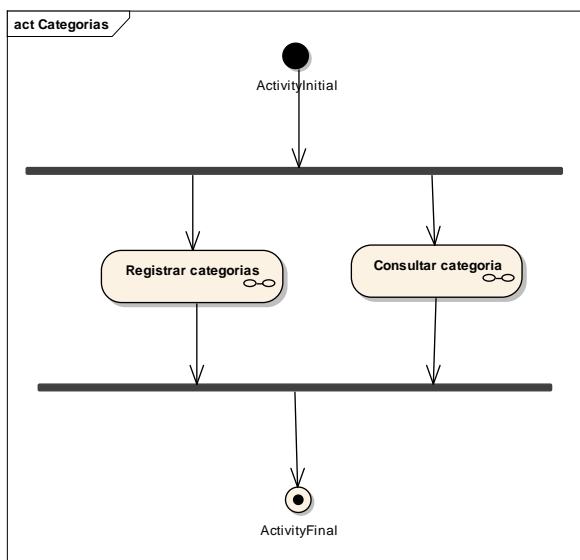 act Categorias
ActivityInitial
Registrar categorias
Consultar categoria
ActivityFinal